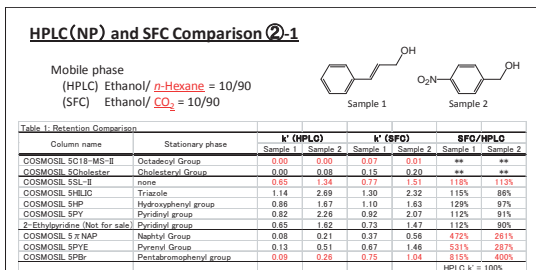 HPLC(NP) and SFC Comparison ②-1
Mobile phase
(HPLC) Ethanol/ n-Hexane = 10/90
(SFC) Ethanol/ CO2 = 10/90
OH
Sample 1
O2N
OH
Sample 2
Table 1: Retention Comparison
Column name Stationary phase k' (HPLC) k' (SFC) SFC/HPLC
Sample 1 Sample 2 Sample 1 Sample 2 Sample 1 Sample 2
COSMOSIL 5C18-MS-II Octadecyl Group 0.00 0.00 0.07 0.01 ** **
COSMOSIL 5Cholester Cholesteryl Group 0.00 0.08 0.15 0.20 ** **
COSMOSIL 5SL-II none 0.65 1.34 0.77 1.51 118% 113%
COSMOSIL 5HILIC Triazole 1.14 2.69 1.30 2.32 115% 86%
COSMOSIL 5HP Hydroxyphenyl group 0.86 1.67 1.10 1.63 129% 97%
COSMOSIL 5PY Pyridinyl group 0.82 2.26 0.92 2.07 112% 91%
2-Ethylpyridine (Not for sale) Pyridinyl group 0.65 1.62 0.73 1.47 112% 90%
COSMOSIL 5πNAP Naphtyl Group 0.08 0.21 0.37 0.56 472% 261%
COSMOSIL 5PYE Pyrenyl Group 0.13 0.51 0.67 1.46 531% 287%
COSMOSIL 5PBr Pentabromophenyl group 0.09 0.26 0.75 1.04 815% 400%
HPLC k' = 100%